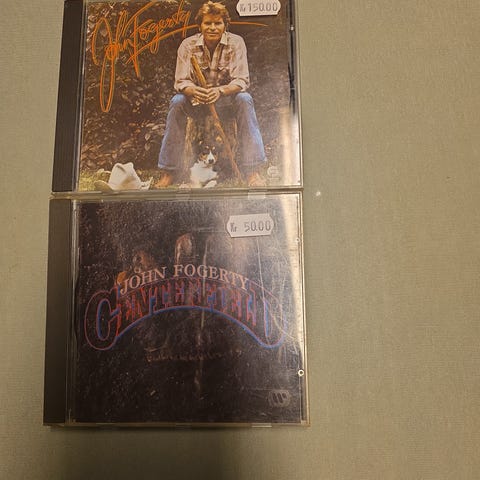 John Fogerty
Kr 150.00
Kr 50.00
JOHN FOGERTY
CENTERFIELD